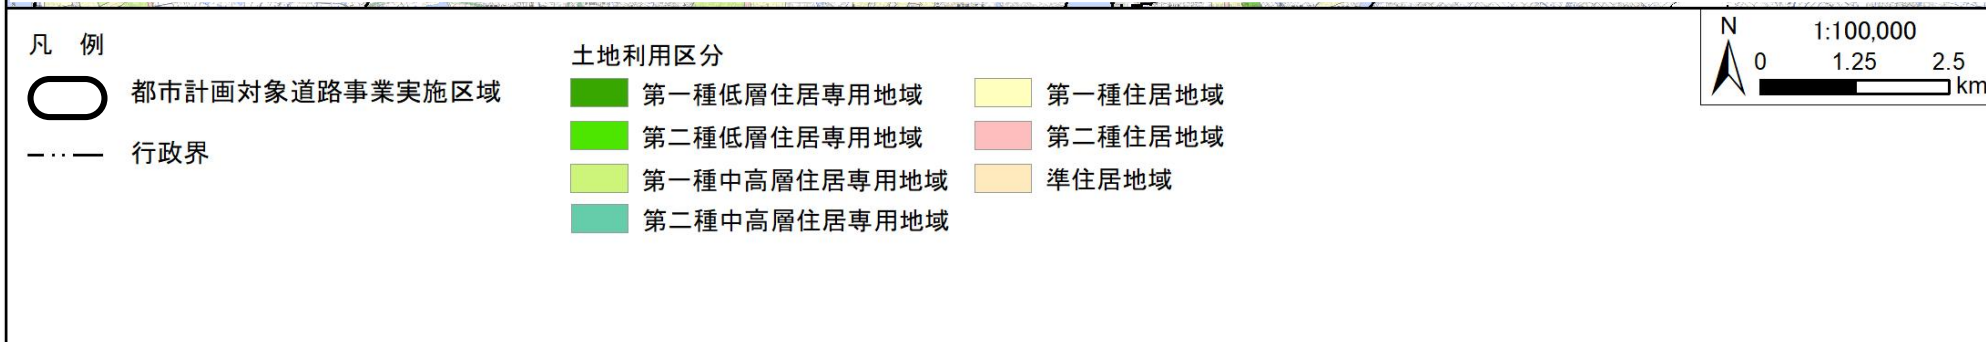 凡 例
都市計画対象道路事業実施区域
行政界
土地利用区分
第一種低層住居専用地域
第二種低層住居専用地域
第一種中高層住居専用地域
第二種中高層住居専用地域
第一種住居地域
第二種住居地域
準住居地域
N
1:100,000
0 1.25 2.5
km